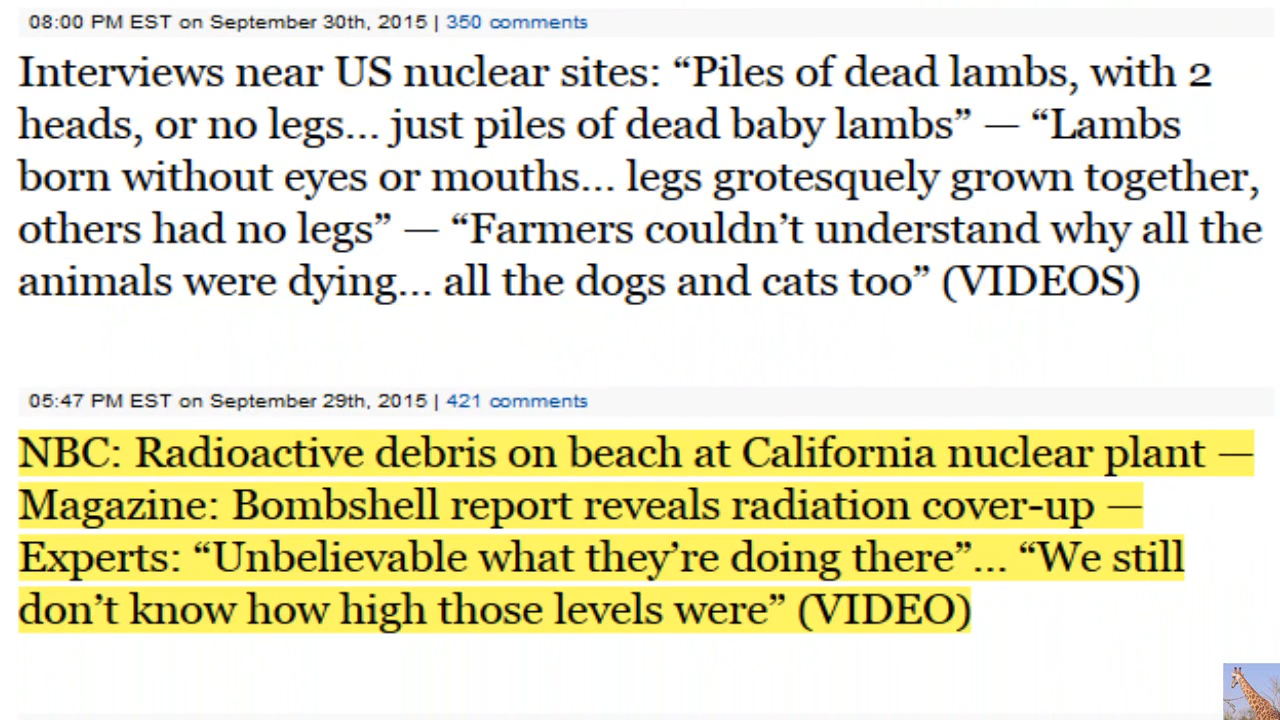 08:00 PM EST on September 30th, 2015 | 350 comments
Interviews near US nuclear sites: “Piles of dead lambs, with 2
heads, or no legs... just piles of dead baby lambs” — “Lambs
born without eyes or mouths... legs grotesquely grown together,
others had no legs” — “Farmers couldn’t understand why all the
animals were dying... all the dogs and cats too” (VIDEOS)
05:47 PM EST on September 29th, 2015 | 421 comments
NBC: Radioactive debris on beach at California nuclear plant —
Magazine: Bombshell report reveals radiation cover-up —
Experts: “Unbelievable what they’re doing there”... “We still
don’t know how high those levels were” (VIDEO)